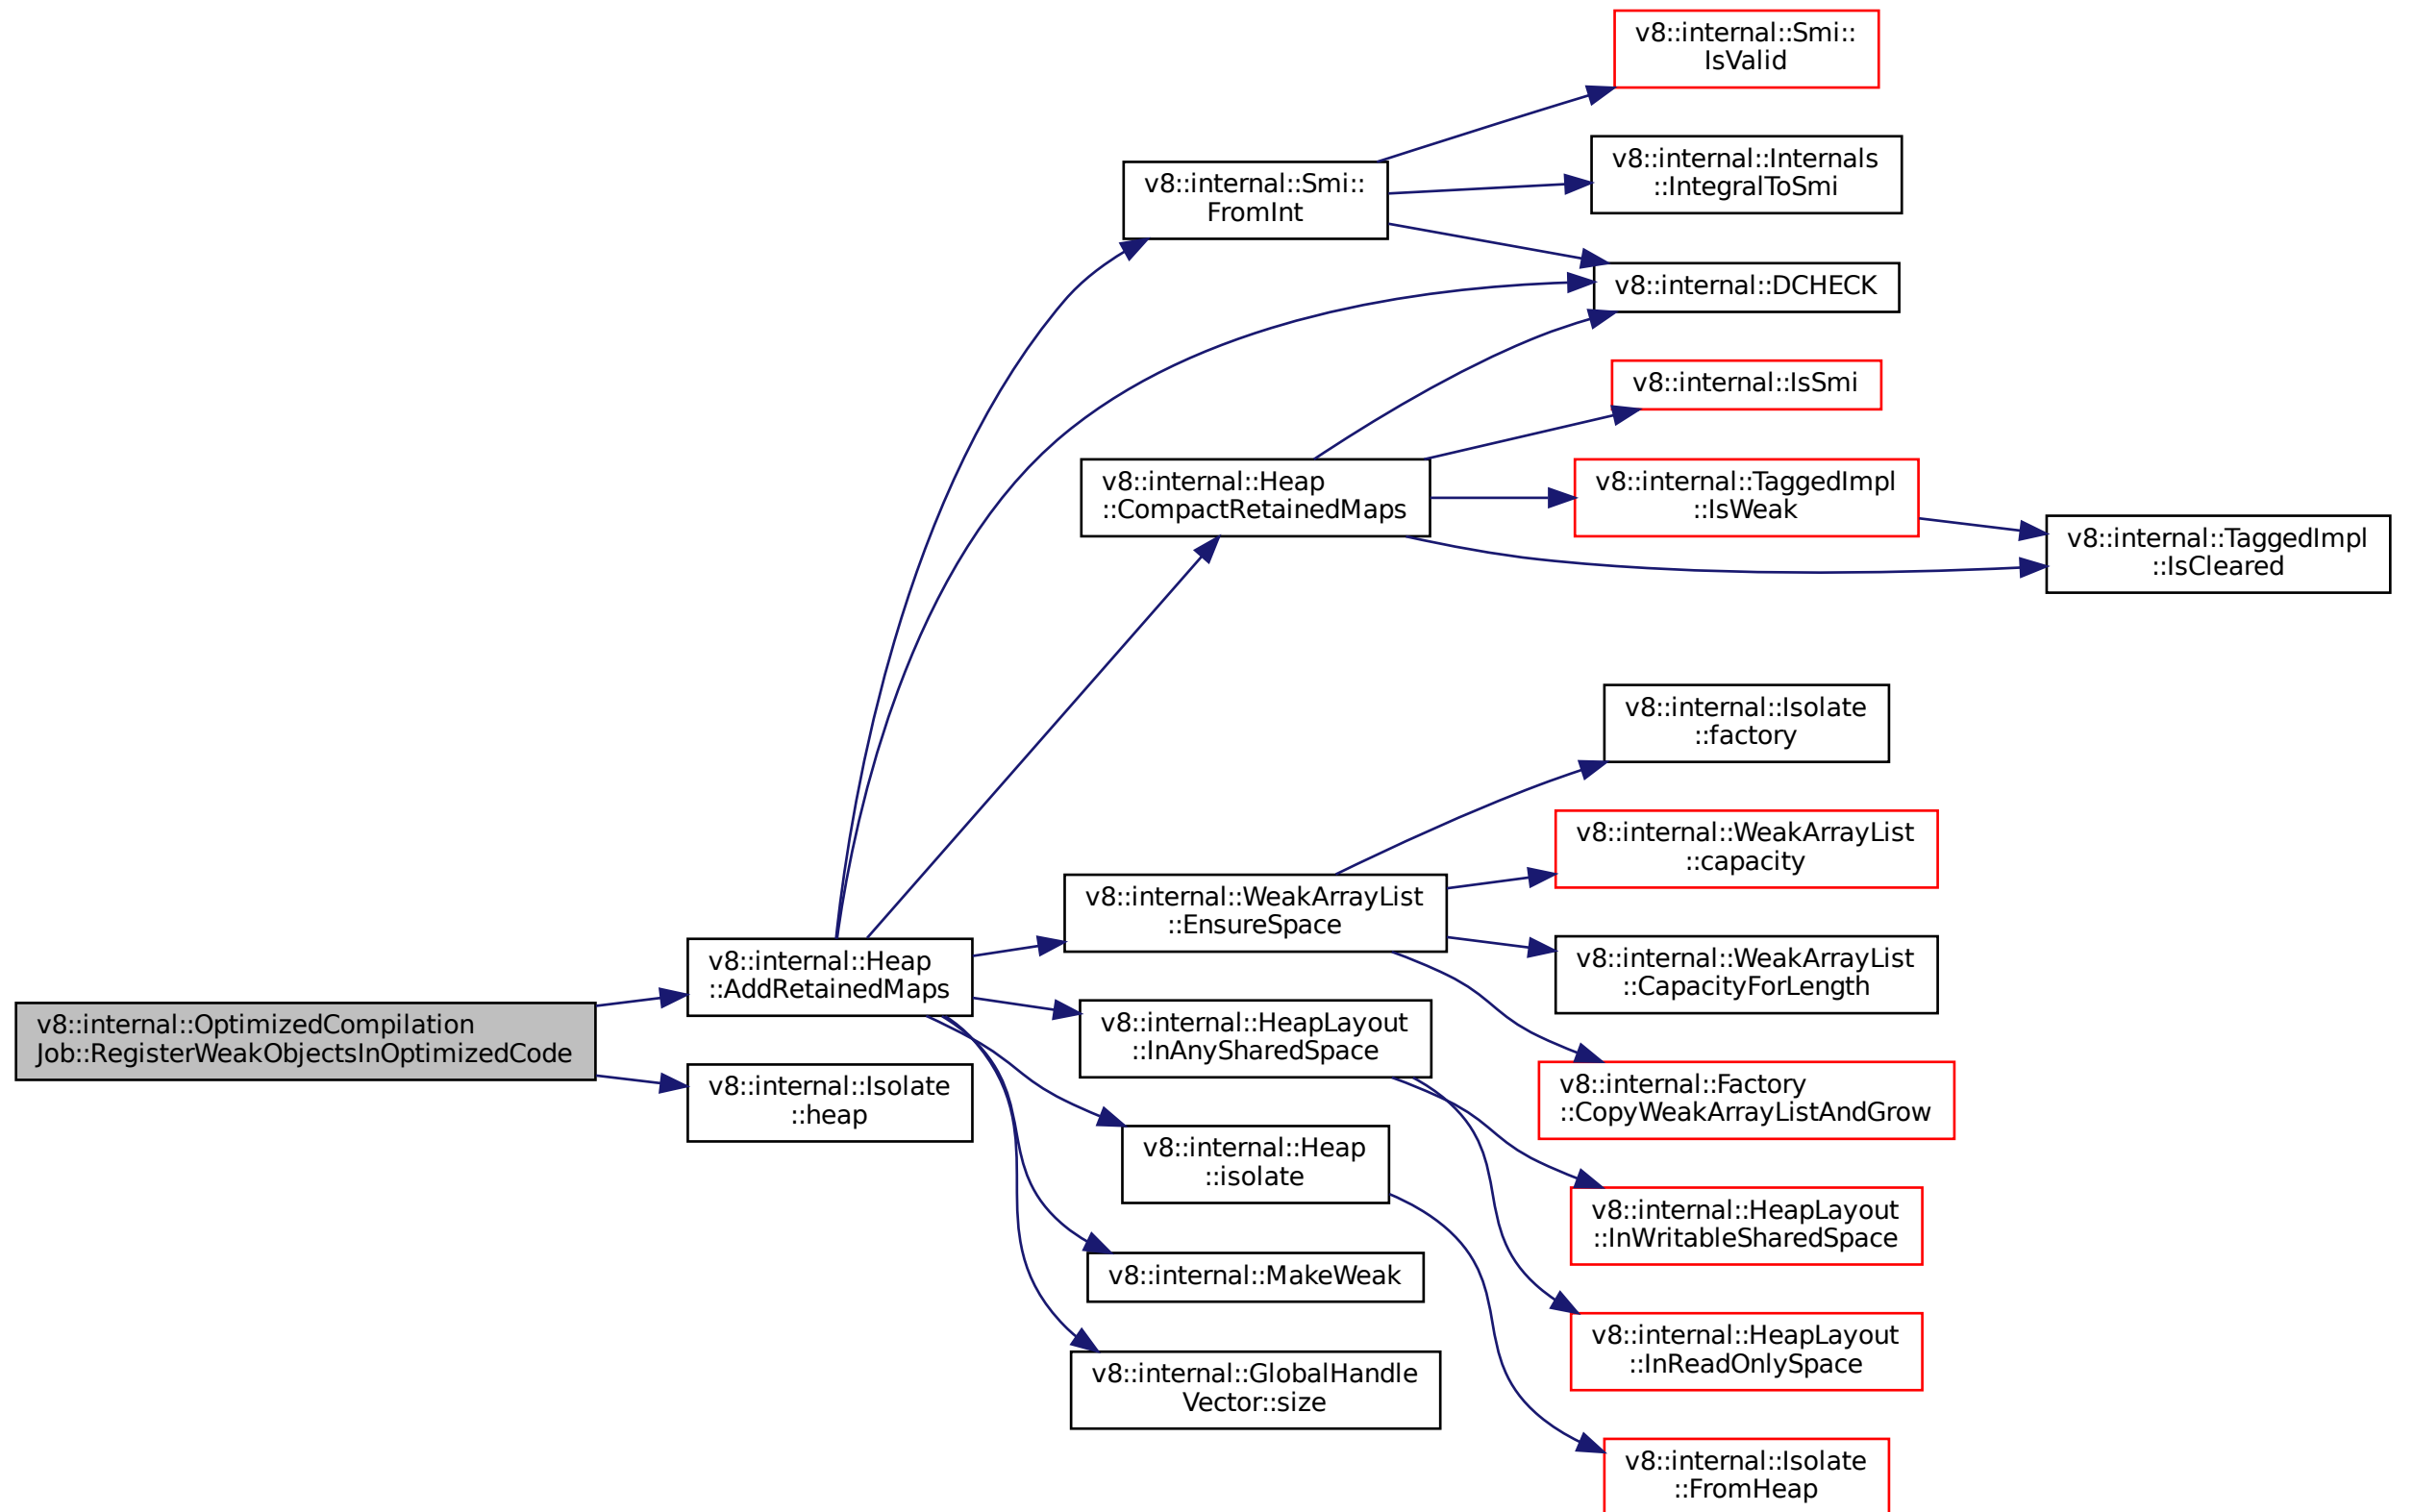 v8::internal::OptimizedCompilation
Job::RegisterWeakObjectsInOptimizedCode
v8::internal::Heap
::AddRetainedMaps
v8::internal::Isolate
::heap
v8::internal::Smi::
FromInt
v8::internal::Heap
::CompactRetainedMaps
v8::internal::WeakArrayList
::EnsureSpace
v8::internal::HeapLayout
::InAnySharedSpace
v8::internal::Heap
::isolate
v8::internal::MakeWeak
v8::internal::GlobalHandle
Vector::size
v8::internal::Smi::
IsValid
v8::internal::Internals
::IntegralToSmi
v8::internal::DCHECK
v8::internal::IsSmi
v8::internal::TaggedImpl
::IsWeak
v8::internal::TaggedImpl
::IsCleared
v8::internal::Isolate
::factory
v8::internal::WeakArrayList
::capacity
v8::internal::WeakArrayList
::CapacityForLength
v8::internal::Factory
::CopyWeakArrayListAndGrow
v8::internal::HeapLayout
::InWritableSharedSpace
v8::internal::HeapLayout
::InReadOnlySpace
v8::internal::Isolate
::FromHeap